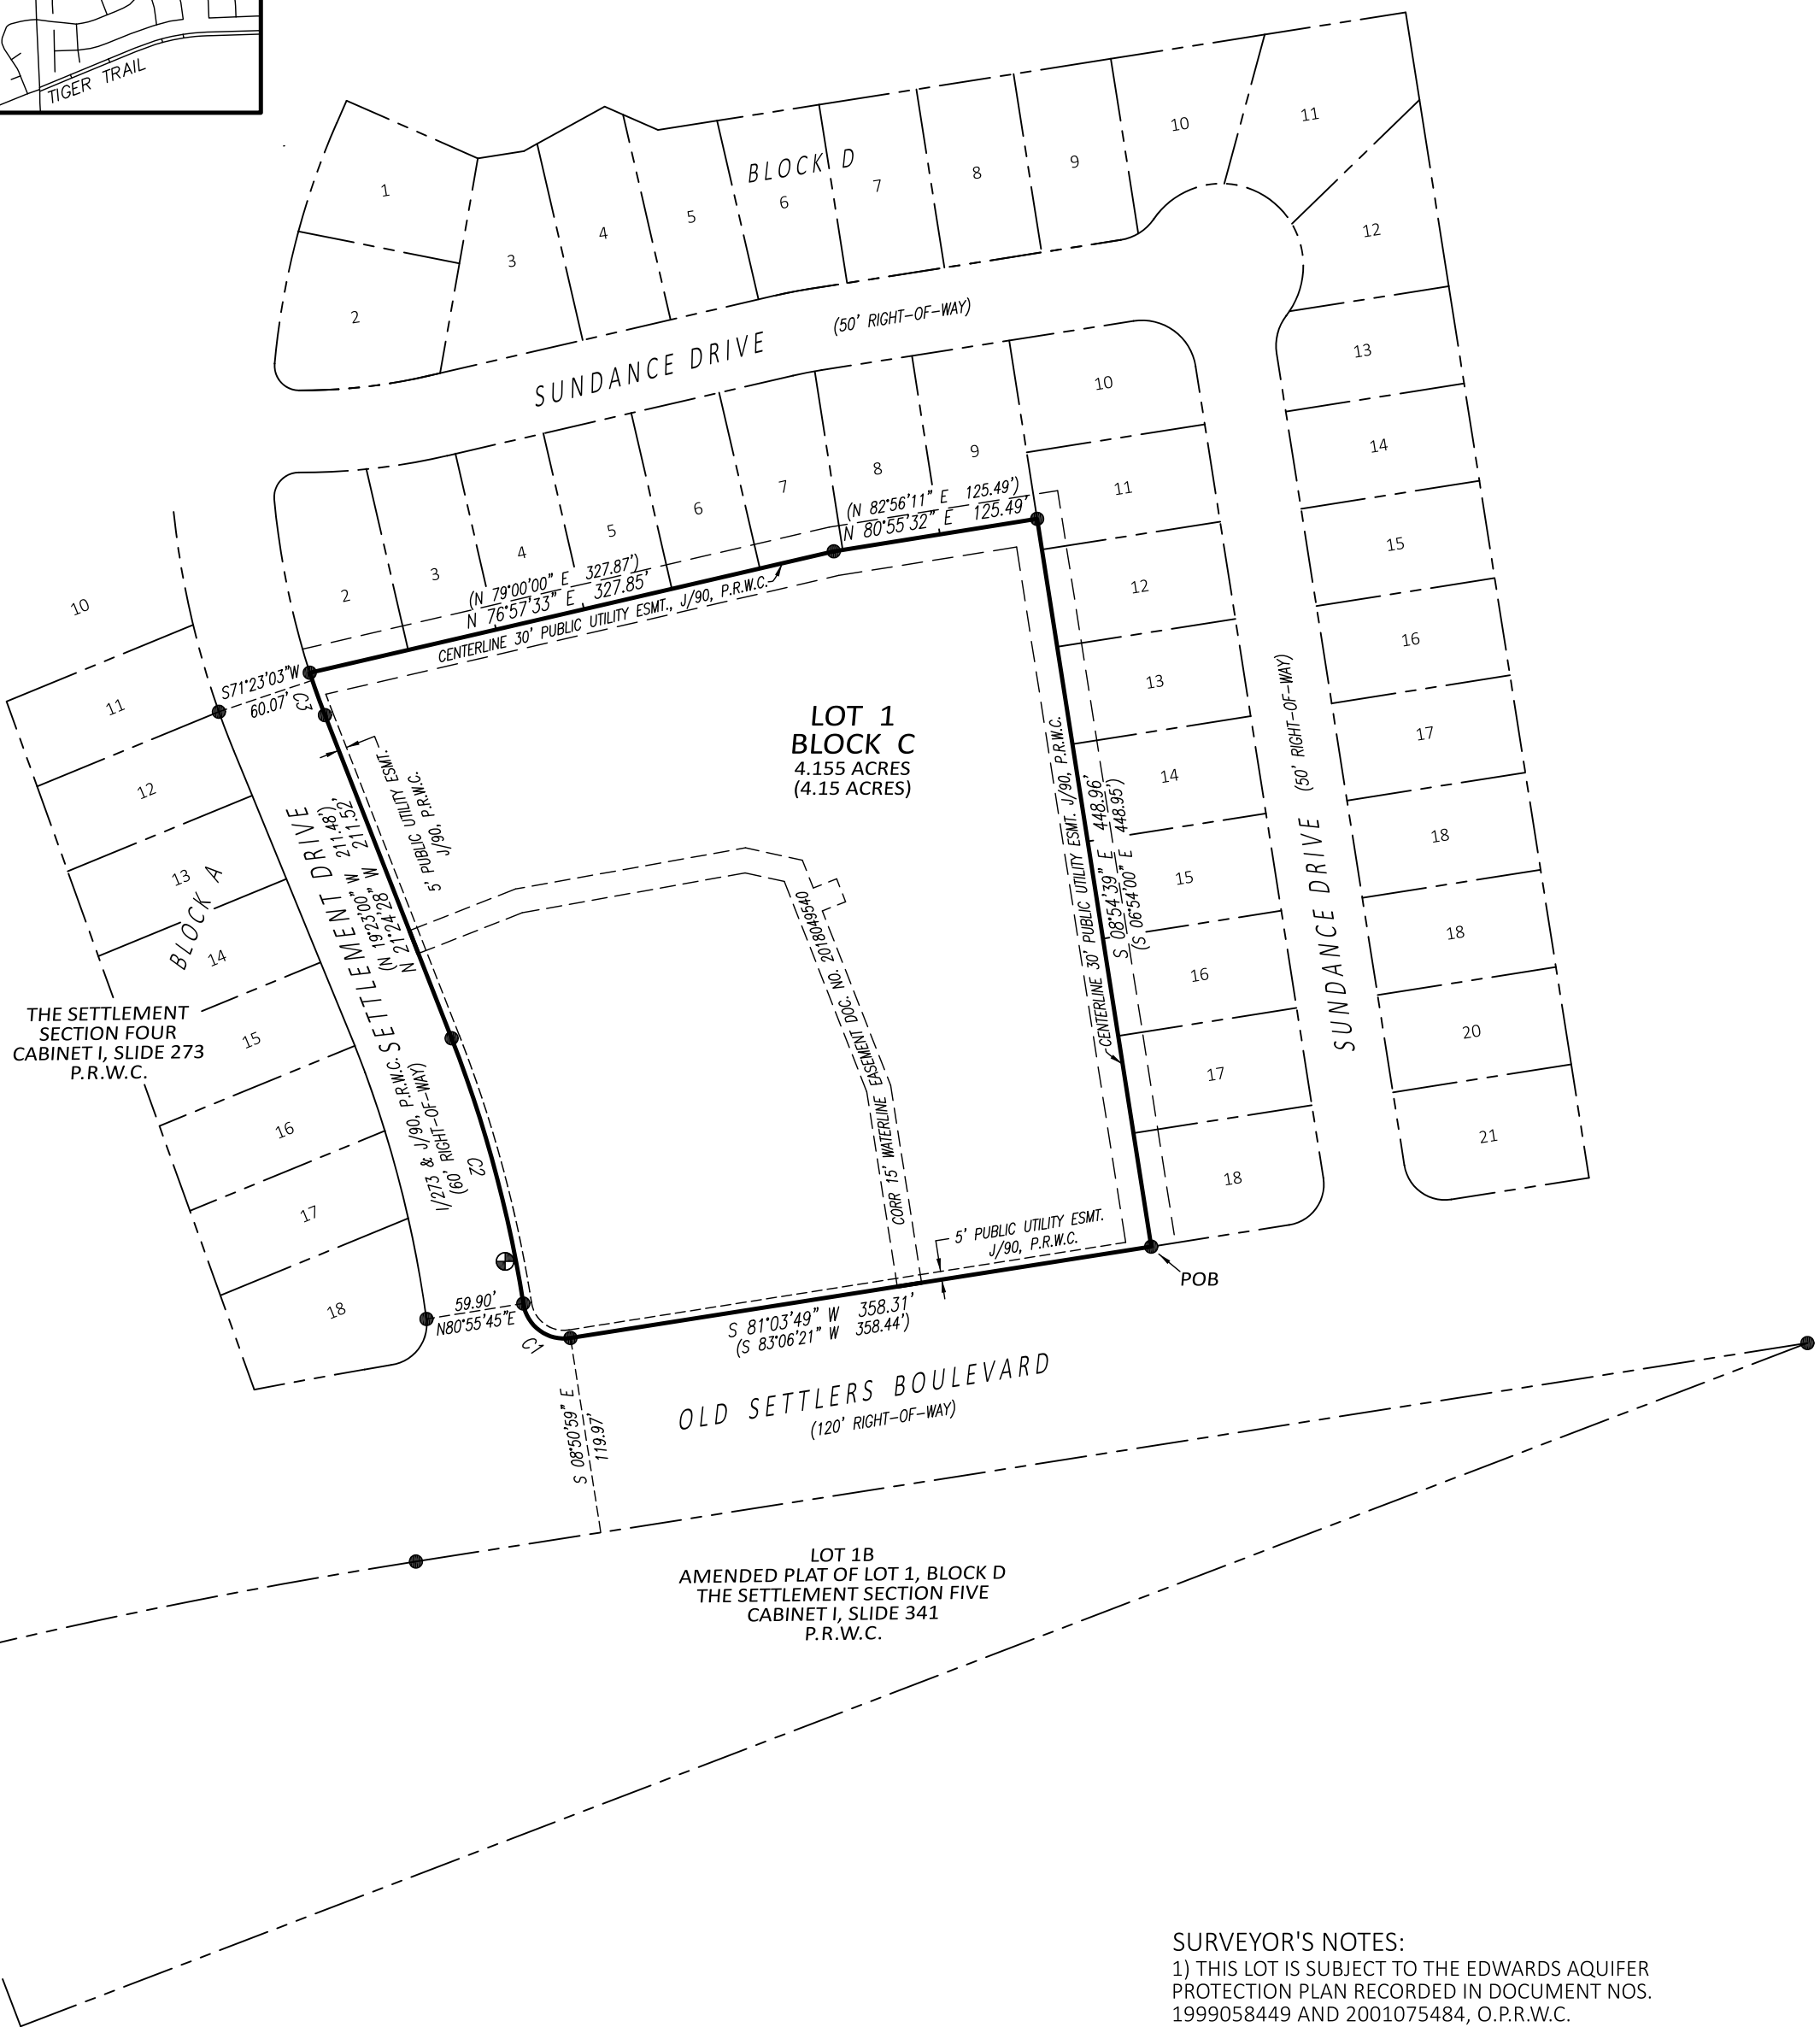 TIGER TRAIL
BLOCK D
1
2
3
4
5
6
7
8
9
10
11
12
13
14
15
16
17
18
18
20
21
SUNDANCE DRIVE
(50' RIGHT-OF-WAY)
2
3
4
5
6
7
8
9
10
11
12
13
14
15
16
17
18
SUNDANCE DRIVE
(50' RIGHT-OF-WAY)
(N 82°56'11" E 125.49')
N 80°55'32" E 125.49'
(N 79°00'00" E 327.87')
N 76°57'33" E 327.85'
CENTERLINE 30' PUBLIC UTILITY ESMT., J/90, P.R.W.C.
S71°23'03"W
60.07'
C3
LOT 1
BLOCK C
4.155 ACRES
(4.15 ACRES)
5' PUBLIC UTILITY ESMT.
J/90, P.R.W.C.
(N 19°23'00" W 211.48')
N 21°24'28" W 211.52'
SETTLEMENT DRIVE
I/273 & J/90, P.R.W.C.
(60' RIGHT-OF-WAY)
C2
CENTERLINE 30' PUBLIC UTILITY ESMT. J/90, P.R.W.C.
S 08°54'39" E 448.96'
(S 06°54'00" E 448.95')
CORR 15' WATERLINE EASEMENT DOC. NO. 2018049540
10
11
12
13
BLOCK A
14
15
16
17
18
THE SETTLEMENT
SECTION FOUR
CABINET I, SLIDE 273
P.R.W.C.
5' PUBLIC UTILITY ESMT.
J/90, P.R.W.C.
POB
59.90'
N80°55'45"E
C1
S 81°03'49" W 358.31'
(S 83°06'21" W 358.44')
OLD SETTLERS BOULEVARD
(120' RIGHT-OF-WAY)
S 08°50'59" E
119.97'
LOT 1B
AMENDED PLAT OF LOT 1, BLOCK D
THE SETTLEMENT SECTION FIVE
CABINET I, SLIDE 341
P.R.W.C.
SURVEYOR'S NOTES:
1) THIS LOT IS SUBJECT TO THE EDWARDS AQUIFER
PROTECTION PLAN RECORDED IN DOCUMENT NOS.
1999058449 AND 2001075484, O.P.R.W.C.